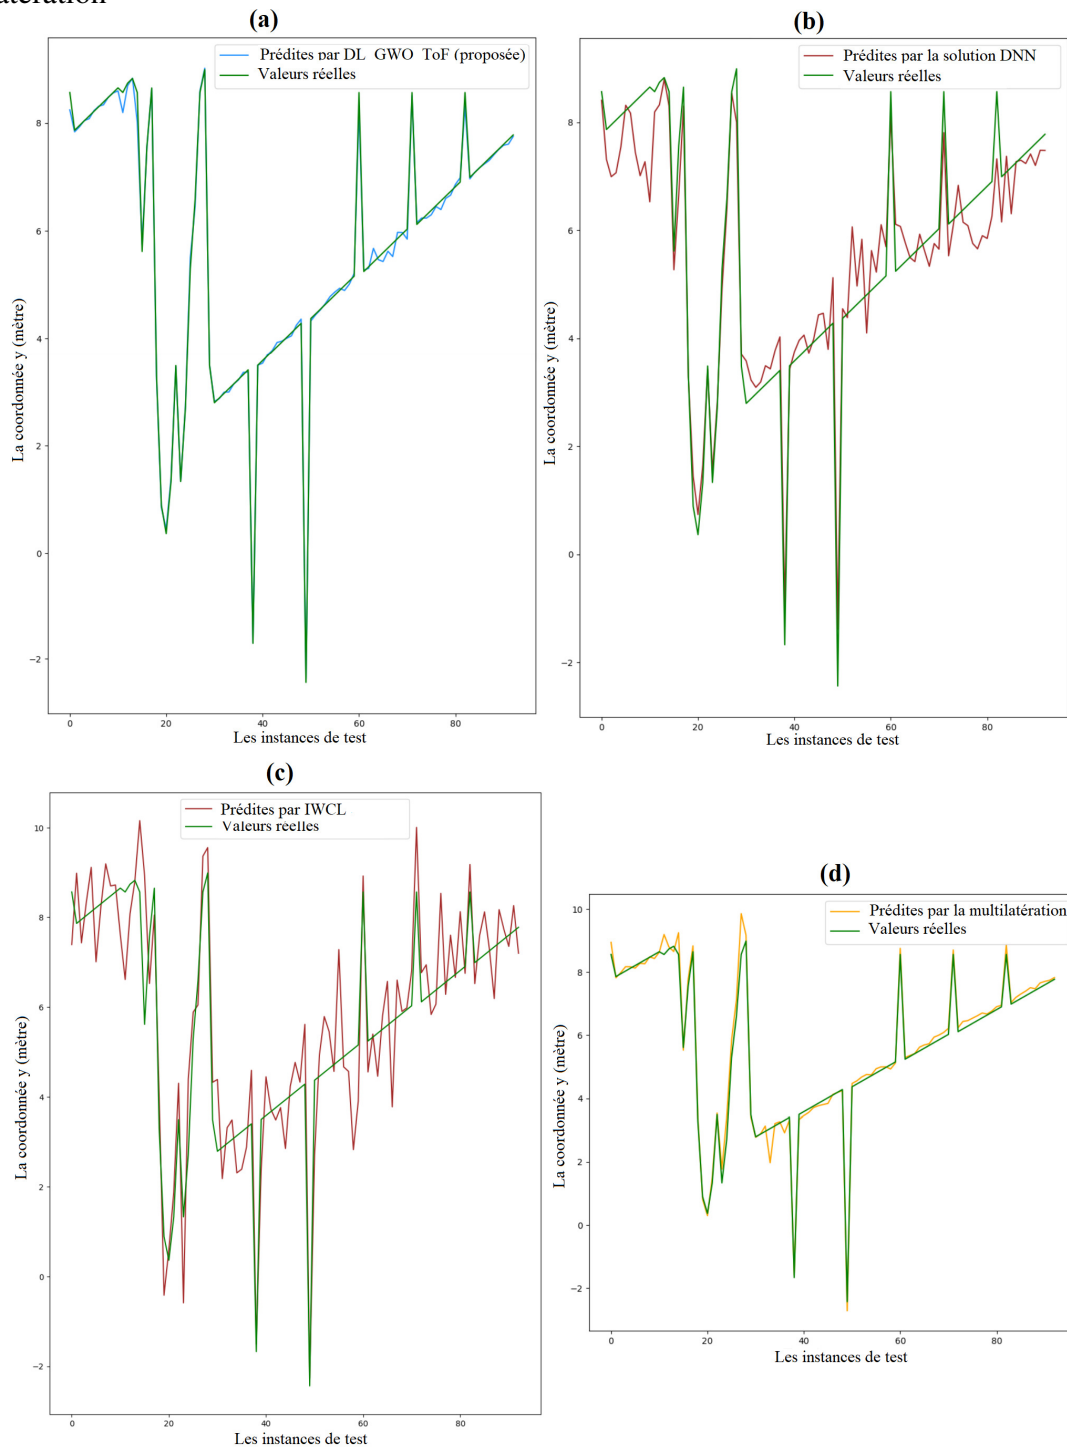 (a)
Prédites par DL_GWO_ToF (proposée)
Valeurs réelles
8
6
4
2
0
−2
La coordonnée y (mètre)
0 20 40 60 80
Les instances de test
(b)
Prédites par la solution DNN
Valeurs réelles
8
6
4
2
0
−2
La coordonnée y (mètre)
0 20 40 60 80
Les instances de test
(c)
Prédites par IWCL
Valeurs réelles
10
8
6
4
2
0
−2
La coordonnée y (mètre)
0 20 40 60 80
Les instances de test
(d)
Prédites par la multilatération
Valeurs réelles
10
8
6
4
2
0
−2
La coordonnée y (mètre)
0 20 40 60 80
Les instances de test